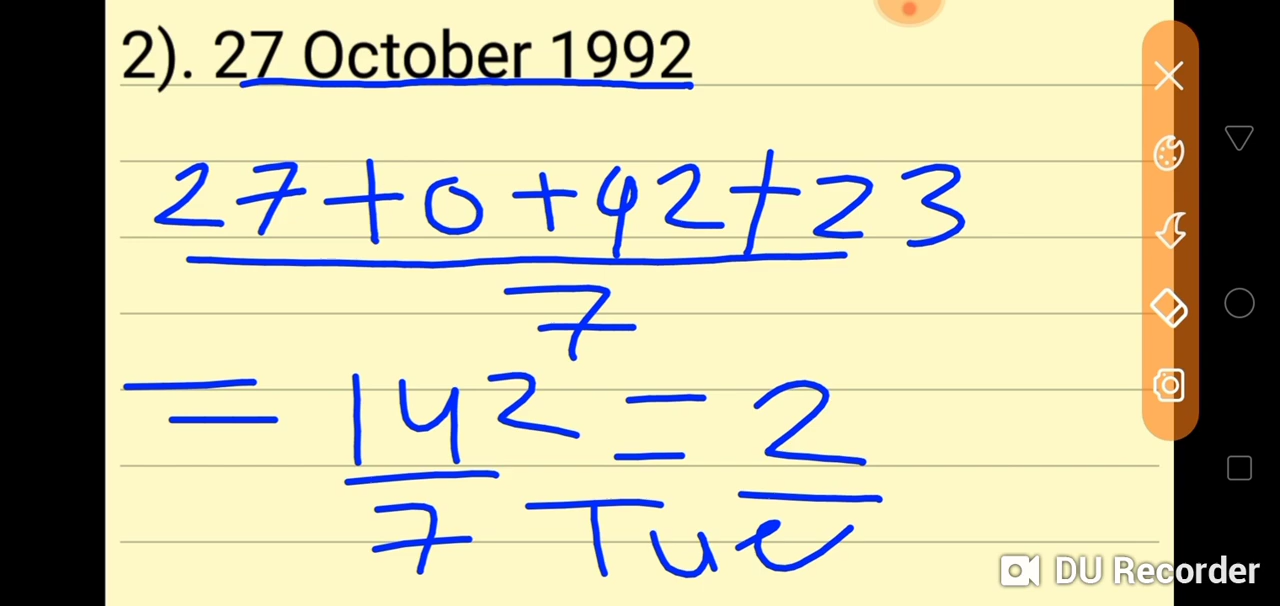 2). 27 October 1992
27+0+92+23
7
= 142 = 2
7 Tue
DU Recorder